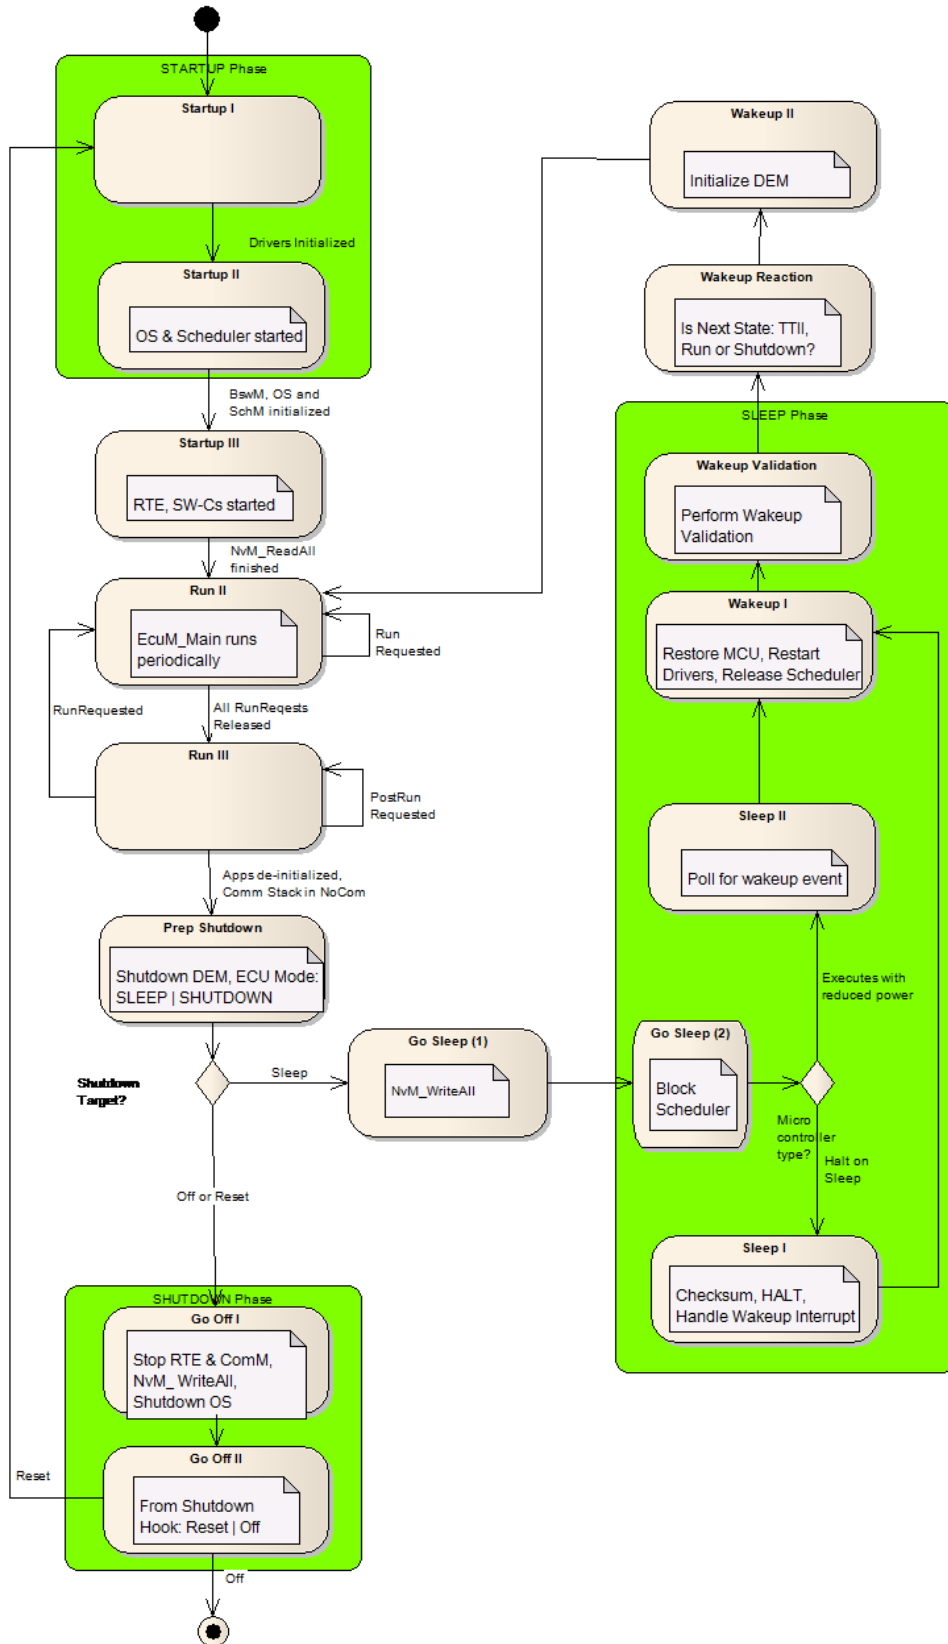 STARTUP Phase
Startup I
Drivers Initialized
Startup II
OS & Scheduler started
BswM, OS and
SchM initialized
Startup III
RTE, SW-Cs started
NvM_ReadAll
finished
Run II
EcuM_Main runs
periodically
Run
Requested
RunRequested
All RunReqests
Released
Run III
PostRun
Requested
Apps de-initialized,
Comm Stack in NoCom
Prep Shutdown
Shutdown DEM, ECU Mode:
SLEEP | SHUTDOWN
Shutdown
Target?
Sleep
Go Sleep (1)
NvM_WriteAll
Off or Reset
SHUTDOWN Phase
Go Off I
Stop RTE & ComM,
NvM_ WriteAll,
Shutdown OS
Go Off II
From Shutdown
Hook: Reset | Off
Reset
Off
Wakeup II
Initialize DEM
Wakeup Reaction
Is Next State: TTII,
Run or Shutdown?
SLEEP Phase
Wakeup Validation
Perform Wakeup
Validation
Wakeup I
Restore MCU, Restart
Drivers, Release Scheduler
Sleep II
Poll for wakeup event
Executes with
reduced power
Go Sleep (2)
Block
Scheduler
Micro
controller
type?
Halt on
Sleep
Sleep I
Checksum, HALT,
Handle Wakeup Interrupt